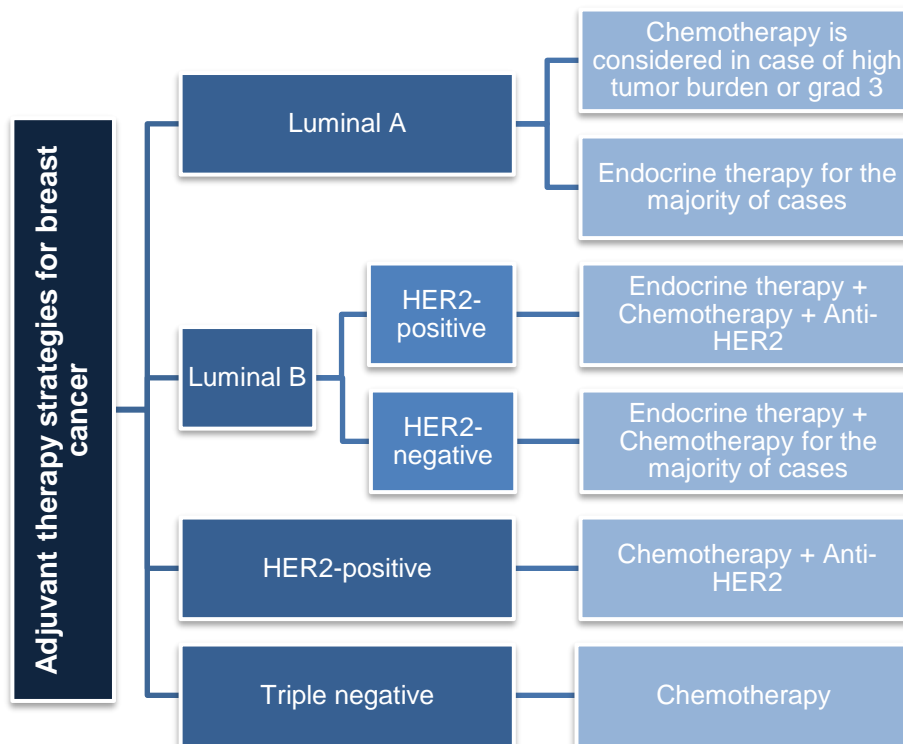 Adjuvant therapy strategies for breast
cancer
Luminal A
Chemotherapy is
considered in case of high
tumor burden or grad 3
Endocrine therapy for the
majority of cases
Luminal B
HER2-
positive
Endocrine therapy +
Chemotherapy + Anti-
HER2
HER2-
negative
Endocrine therapy +
Chemotherapy for the
majority of cases
HER2-positive
Chemotherapy + Anti-
HER2
Triple negative
Chemotherapy